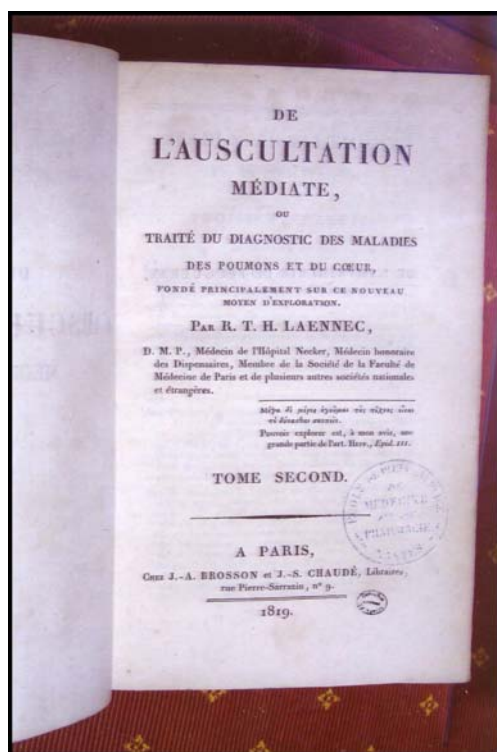 DE
L'AUSCULTATION
MÉDIATE,
OU
TRAITÉ DU DIAGNOSTIC DES MALADIES
DES POUMONS ET DU CŒUR,
FONDÉ PRINCIPALEMENT SUR CE NOUVEAU
MOYEN D'EXPLORATION.
PAR R. T. H. LAENNEC,
D. M. P., Médecin de l'Hôpital Necker, Médecin honoraire
des Dispensaires, Membre de la Société de la Faculté de
Médecine de Paris et de plusieurs autres sociétés nationales
et étrangères.
Pouvoir explorer est, à mon avis, une
grande partie de l'art. HIPP., Epid. III.
TOME SECOND.
MÉDECINE
PHARMACIE
A PARIS,
CHEZ J.-A. BROSSON et J.-S. CHAUDÉ, Libraires,
rue Pierre-Sarrazin, n° 9.
1819.